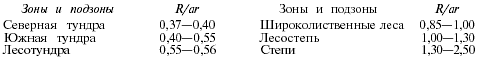 Зоны и подзоны R/ar Зоны и подзоны R/ar
Северная тундра 0,37—0,40 Широколиственные леса 0,85—1,00
Южная тундра 0,40—0,55 Лесостепь 1,00—1,30
Лесотундра 0,55—0,56 Степи 1,30—2,50